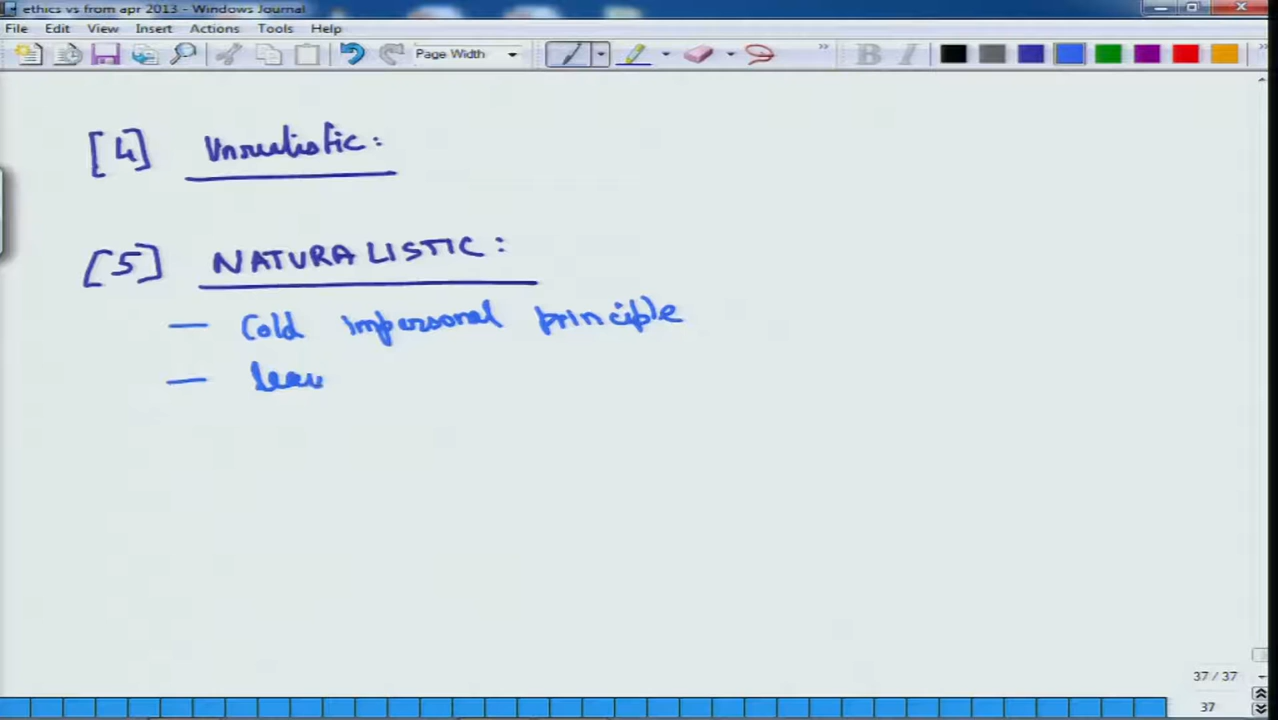 ethics vs from apr 2013 - Windows Journal
File Edit View Insert Actions Tools Help
Page Width B I
[4] Unrealistic:
[5] NATURALISTIC:
— Cold impersonal principle
—
37 / 37
37